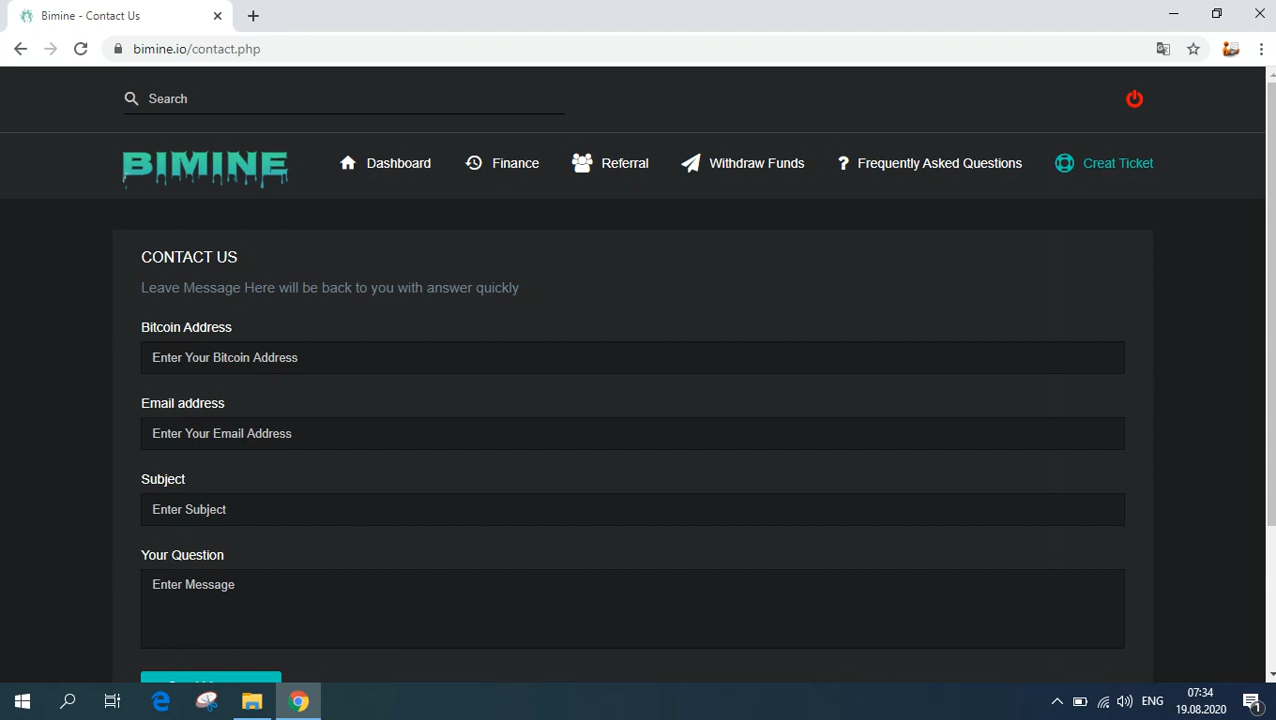 Bimine - Contact Us
bimine.io/contact.php
Search
BIMINE
Dashboard
Finance
Referral
Withdraw Funds
Frequently Asked Questions
Creat Ticket
CONTACT US
Leave Message Here will be back to you with answer quickly
Bitcoin Address
Enter Your Bitcoin Address
Email address
Enter Your Email Address
Subject
Enter Subject
Your Question
Enter Message
ENG
07:34
19.08.2020
1